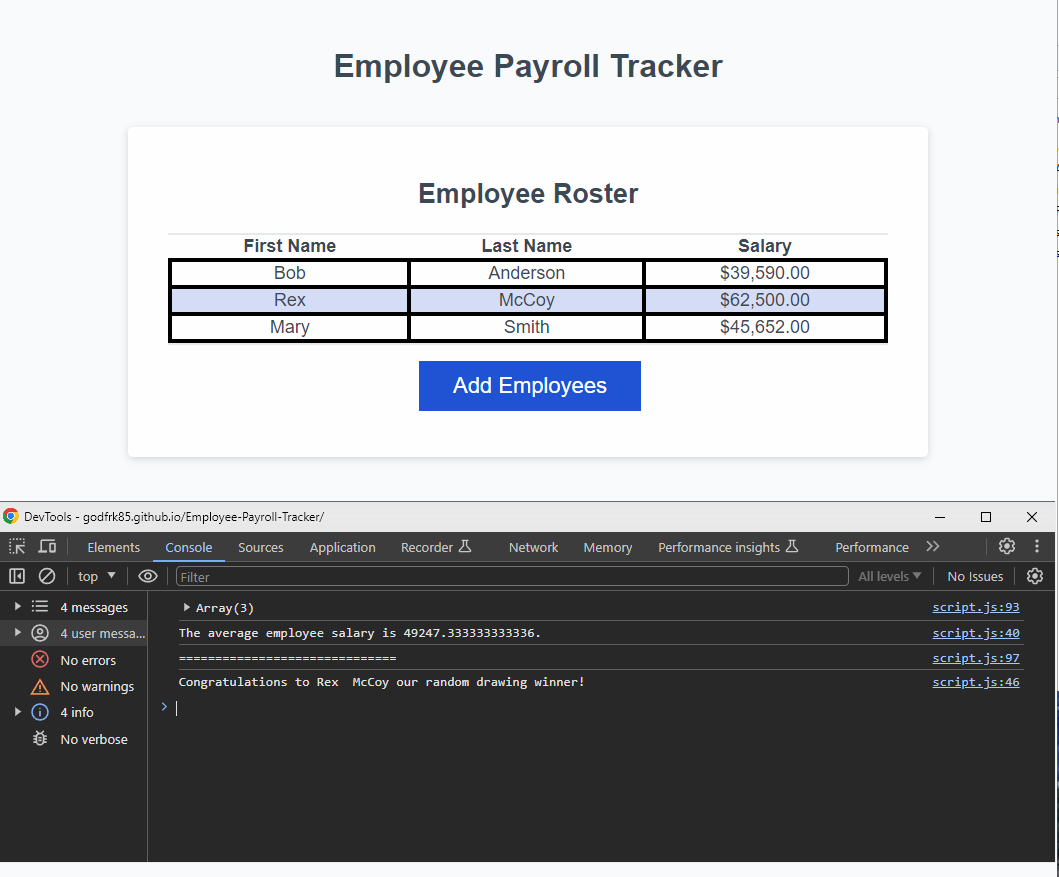 Employee Payroll Tracker
Employee Roster
First Name Last Name Salary
Bob Anderson $39,590.00
Rex McCoy $62,500.00
Mary Smith $45,652.00
Add Employees
DevTools - godfrk85.github.io/Employee-Payroll-Tracker/
Elements Console Sources Application Recorder Network Memory Performance insights Performance
top Filter All levels No Issues
4 messages
4 user messa...
No errors
No warnings
4 info
No verbose
Array(3) script.js:93
The average employee salary is 49247.333333333336. script.js:40
============================== script.js:97
Congratulations to Rex  McCoy our random drawing winner! script.js:46